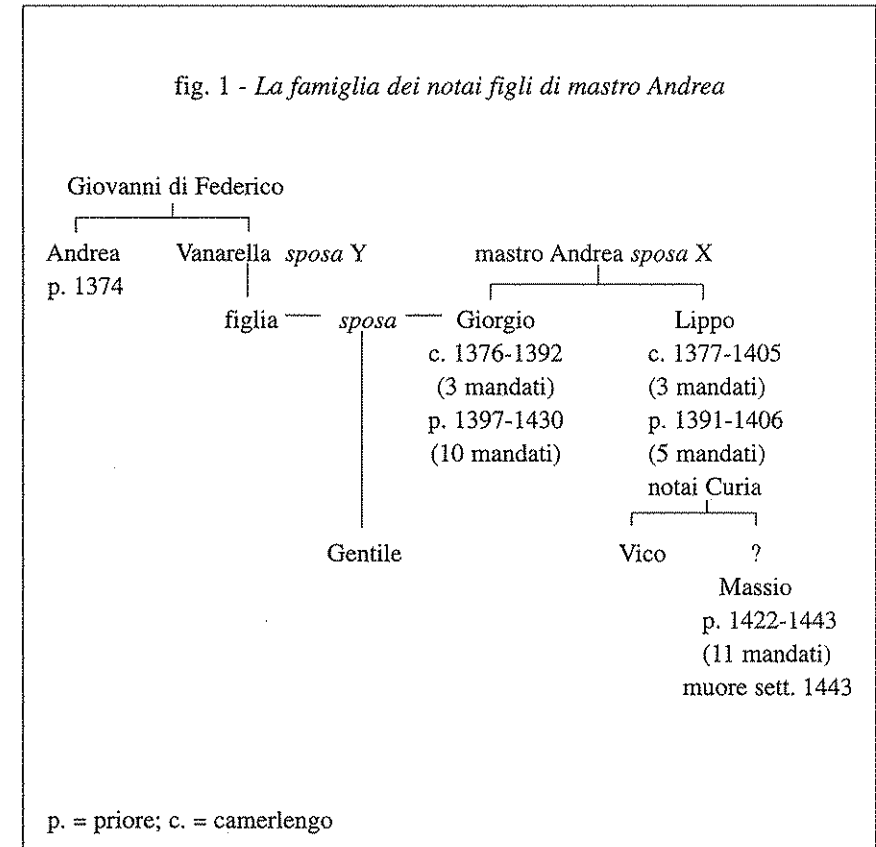 fig. 1 - La famiglia dei notai figli di mastro Andrea
Giovanni di Federico
Andrea Vanarella sposa Y mastro Andrea sposa X
p. 1374
figlia sposa Giorgio Lippo
c. 1376-1392 c. 1377-1405
(3 mandati) (3 mandati)
p. 1397-1430 p. 1391-1406
(10 mandati) (5 mandati)
notai Curia
Gentile Vico ?
Massio
p. 1422-1443
(11 mandati)
muore sett. 1443
p. = priore; c. = camerlengo